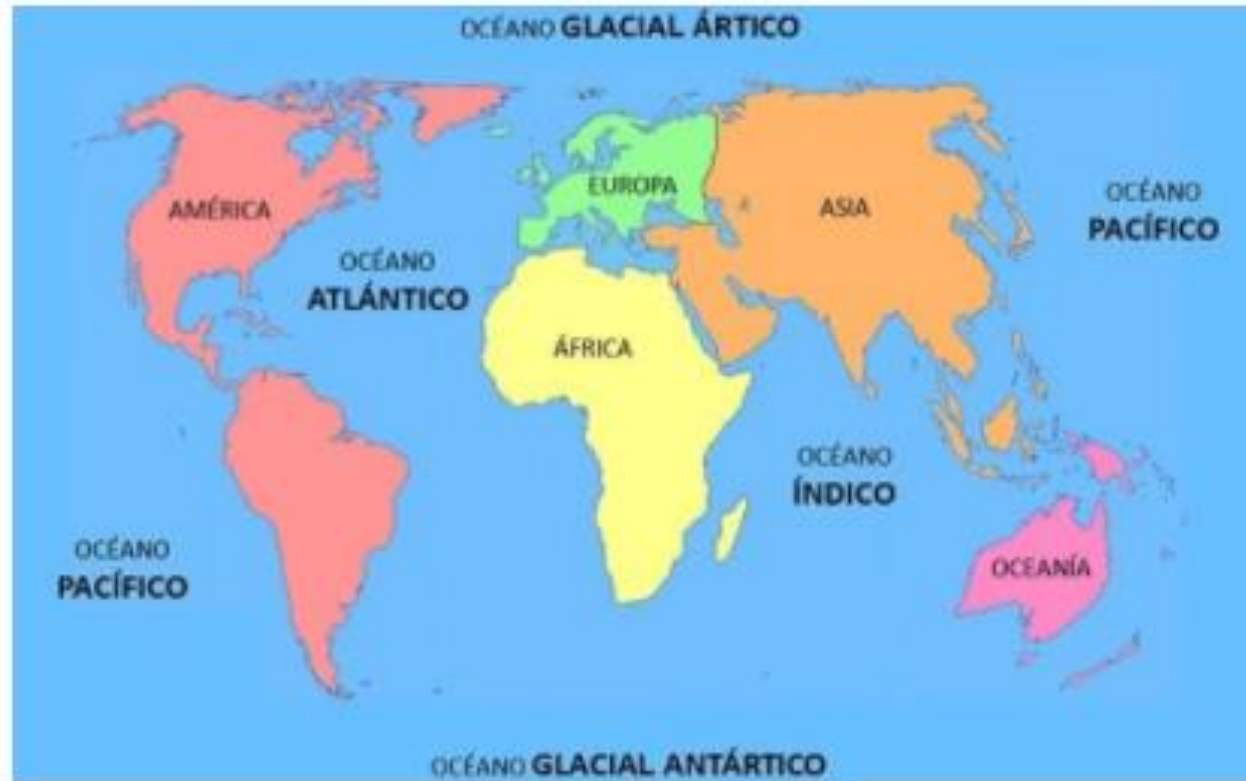 OCÉANO GLACIAL ÁRTICO
AMÉRICA
EUROPA
ASIA
OCÉANO
PACÍFICO
OCÉANO
ATLÁNTICO
ÁFRICA
OCÉANO
ÍNDICO
OCÉANO
PACÍFICO
OCEANÍA
OCÉANO GLACIAL ANTÁRTICO